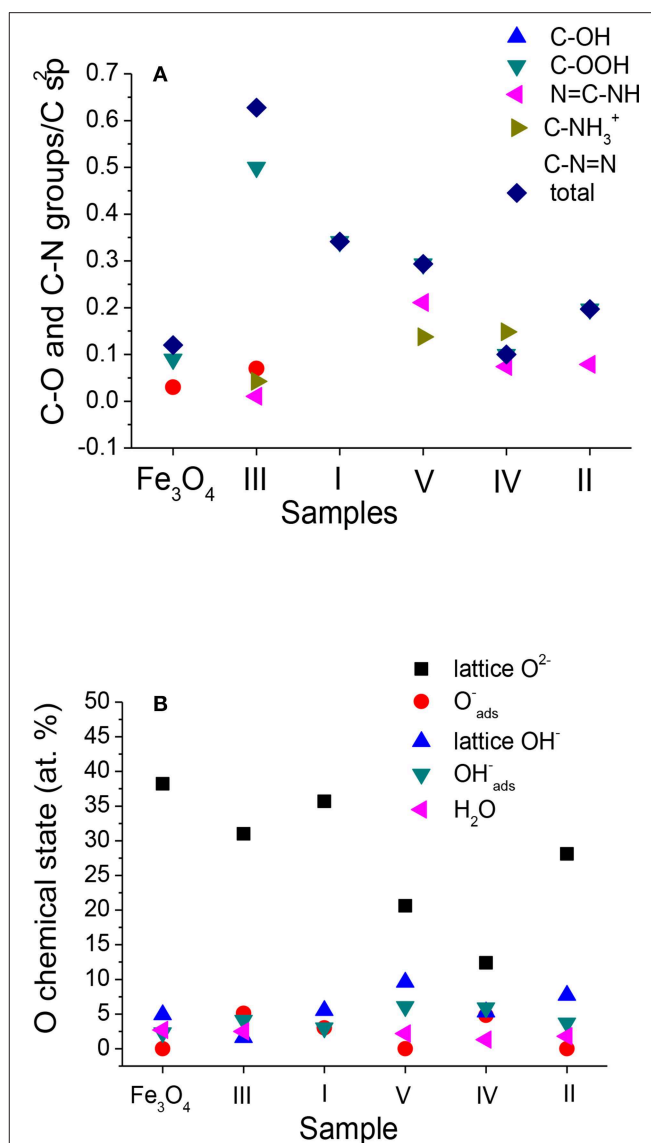 A
C-OH
C-OOH
N=C-NH
C-NH₃⁺
C-N=N
total
C-O and C-N groups/C sp²
0.7
0.6
0.5
0.4
0.3
0.2
0.1
0.0
-0.1
Fe₃O₄ III I V IV II
Samples
B
lattice O²⁻
O⁻ads
lattice OH⁻
OH⁻ads
H₂O
O chemical state (at. %)
50
45
40
35
30
25
20
15
10
5
0
Fe₃O₄ III I V IV II
Sample